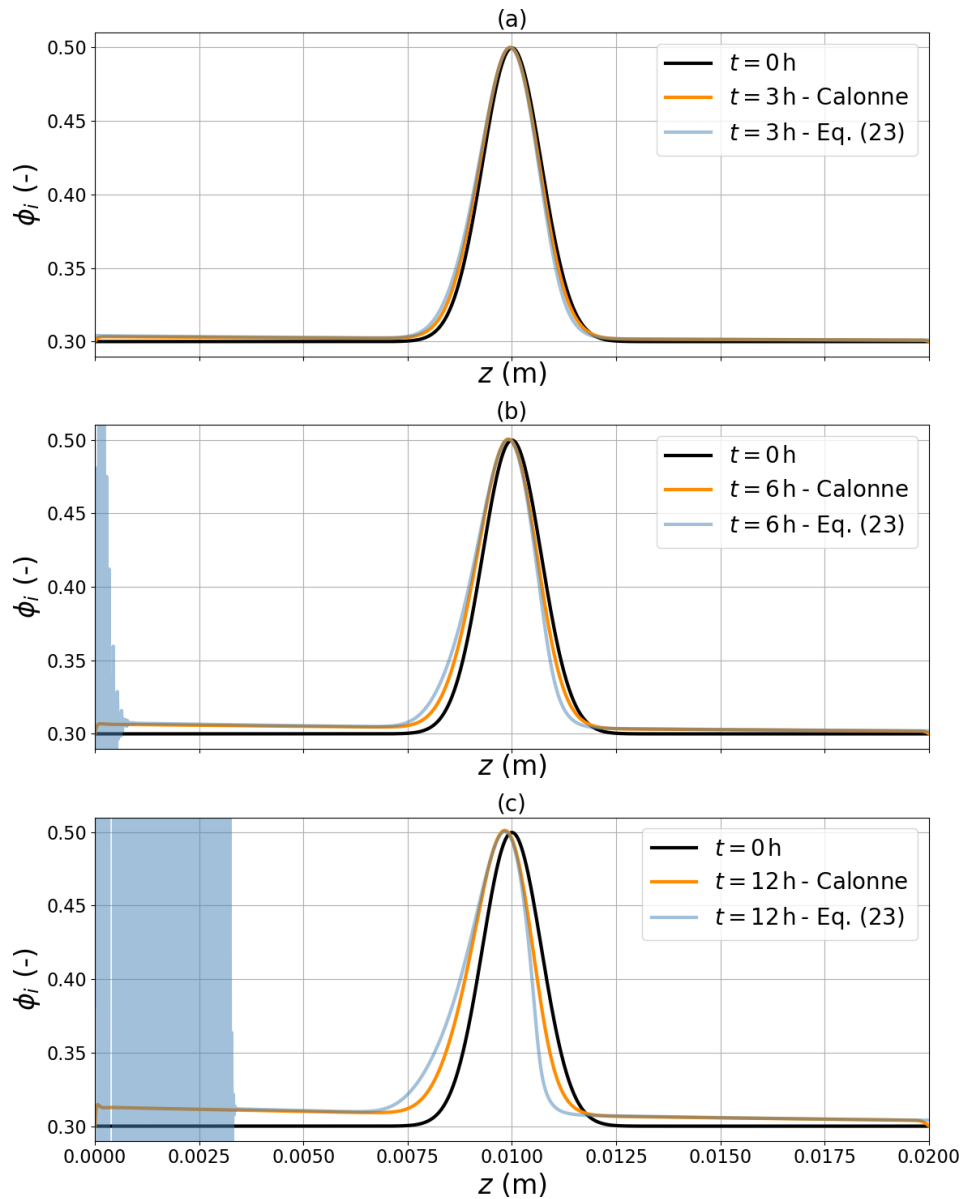 (a)
0.50
0.45
0.40
0.35
0.30
ϕᵢ (-)
t = 0 h
t = 3 h - Calonne
t = 3 h - Eq. (23)
z (m)
(b)
0.50
0.45
0.40
0.35
0.30
ϕᵢ (-)
t = 0 h
t = 6 h - Calonne
t = 6 h - Eq. (23)
z (m)
(c)
0.50
0.45
0.40
0.35
0.30
ϕᵢ (-)
t = 0 h
t = 12 h - Calonne
t = 12 h - Eq. (23)
0.0000 0.0025 0.0050 0.0075 0.0100 0.0125 0.0150 0.0175 0.0200
z (m)